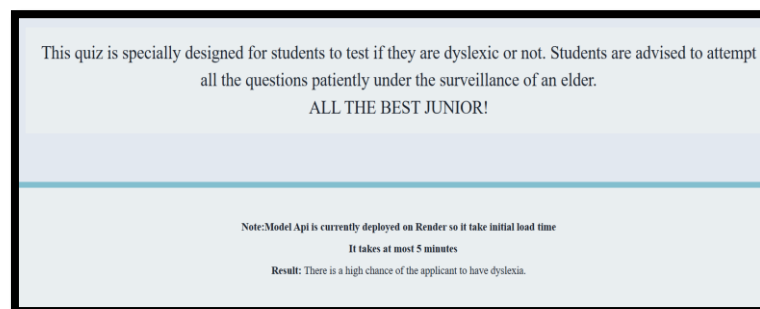 This quiz is specially designed for students to test if they are dyslexic or not. Students are advised to attempt
all the questions patiently under the surveillance of an elder.
ALL THE BEST JUNIOR!
Note:Model Api is currently deployed on Render so it take initial load time
It takes at most 5 minutes
Result: There is a high chance of the applicant to have dyslexia.